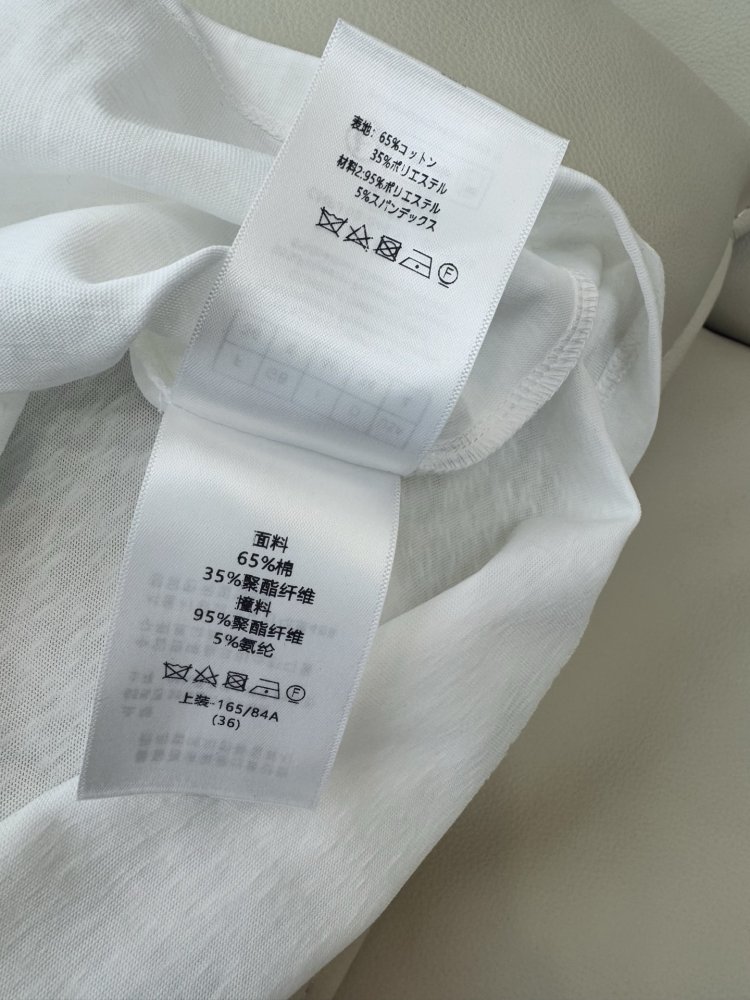 表地: 65%コットン
35%ポリエステル
材料2:95%ポリエステル
5%スパンデックス
F
面料
65%棉
35%聚酯纤维
撞料
95%聚酯纤维
5%氨纶
F
上装-165/84A
(36)